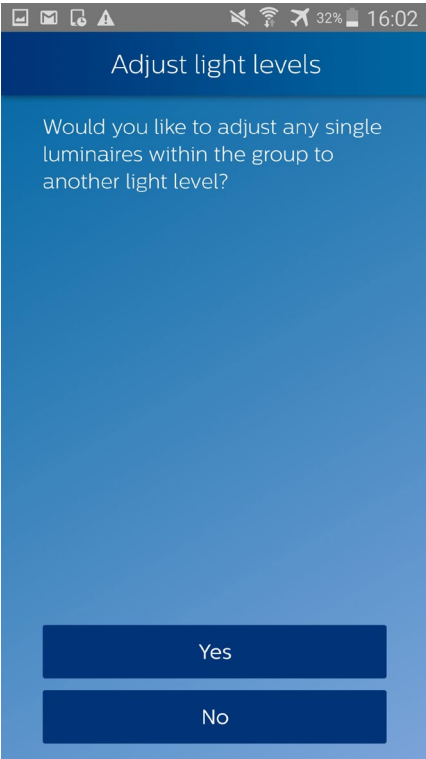 32% 16:02
Adjust light levels
Would you like to adjust any single
luminaires within the group to
another light level?
Yes
No